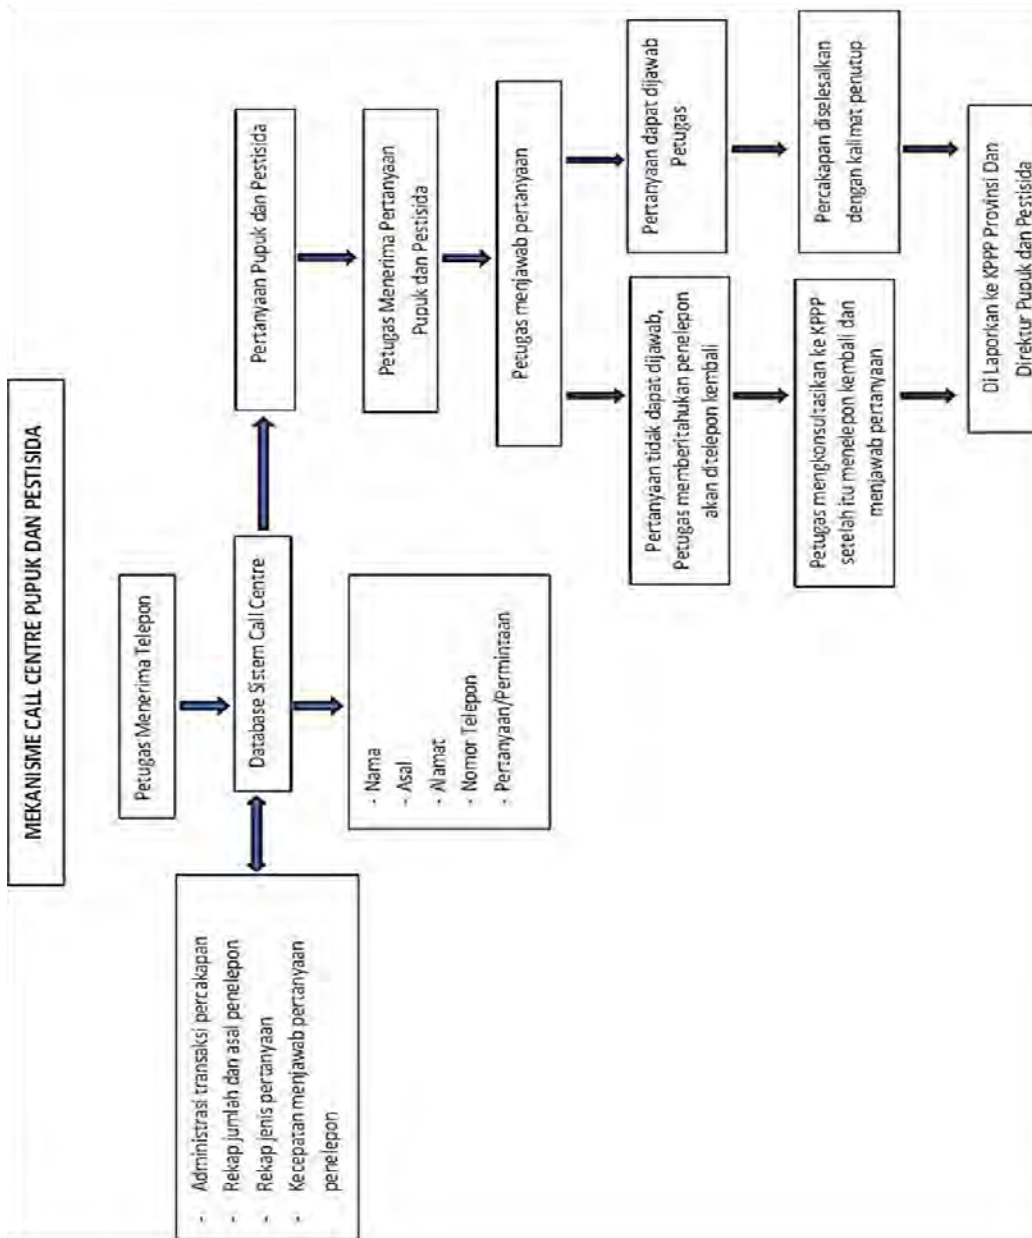 MEKANISME CALL CENTRE PUPUK DAN PESTISIDA
Petugas Menerima Telepon
Database Sistem Call Centre
- Administrasi transaksi percakapan
- Rekap jumlah dan asal penelepon
- Rekap jenis pertanyaan
- Kecepatan menjawab pertanyaan
penelepon
- Nama
- Asal
- Alamat
- Nomor Telepon
- Pertanyaan/Permintaan
Pertanyaan Pupuk dan Pestisida
Petugas Menerima Pertanyaan
Pupuk dan Pestisida
Petugas menjawab pertanyaan
Pertanyaan tidak dapat dijawab,
Petugas memberitahukan penelepon
akan ditelepon kembali
Pertanyaan dapat dijawab
Petugas
Petugas mengkonsultasikan ke KPPP
setelah itu menelepon kembali dan
menjawab pertanyaan
Percakapan diselesaikan
dengan kalimat penutup
Di Laporkan ke KPPP Provinsi Dan
Direktur Pupuk dan Pestisida